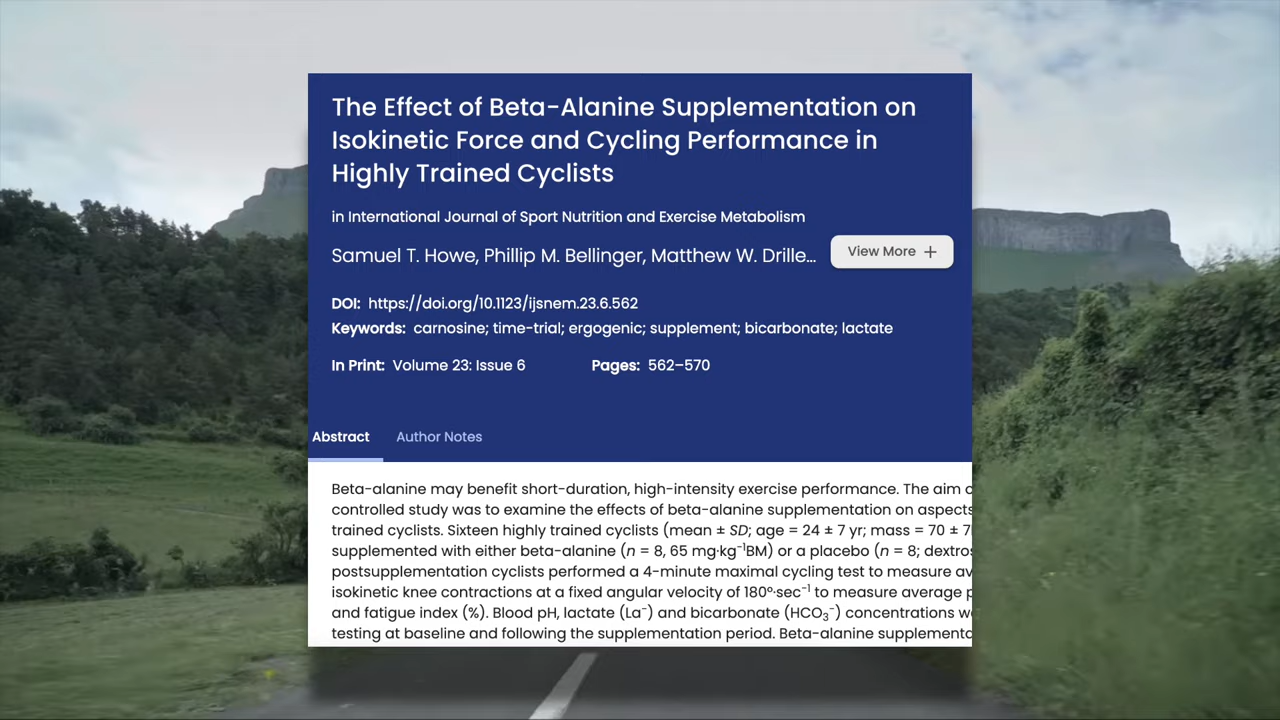 The Effect of Beta-Alanine Supplementation on
Isokinetic Force and Cycling Performance in
Highly Trained Cyclists
in International Journal of Sport Nutrition and Exercise Metabolism
Samuel T. Howe, Phillip M. Bellinger, Matthew W. Drille...
View More +
DOI: https://doi.org/10.1123/ijsnem.23.6.562
Keywords: carnosine; time-trial; ergogenic; supplement; bicarbonate; lactate
In Print: Volume 23: Issue 6 Pages: 562–570
Abstract Author Notes
Beta-alanine may benefit short-duration, high-intensity exercise performance. The aim
controlled study was to examine the effects of beta-alanine supplementation on aspects
trained cyclists. Sixteen highly trained cyclists (mean ± SD; age = 24 ± 7 yr; mass = 70 ± 7
supplemented with either beta-alanine (n = 8, 65 mg·kg⁻¹BM) or a placebo (n = 8; dextros
postsupplementation cyclists performed a 4-minute maximal cycling test to measure av
isokinetic knee contractions at a fixed angular velocity of 180°·sec⁻¹ to measure average p
and fatigue index (%). Blood pH, lactate (La⁻) and bicarbonate (HCO₃⁻) concentrations w
testing at baseline and following the supplementation period. Beta-alanine supplementa